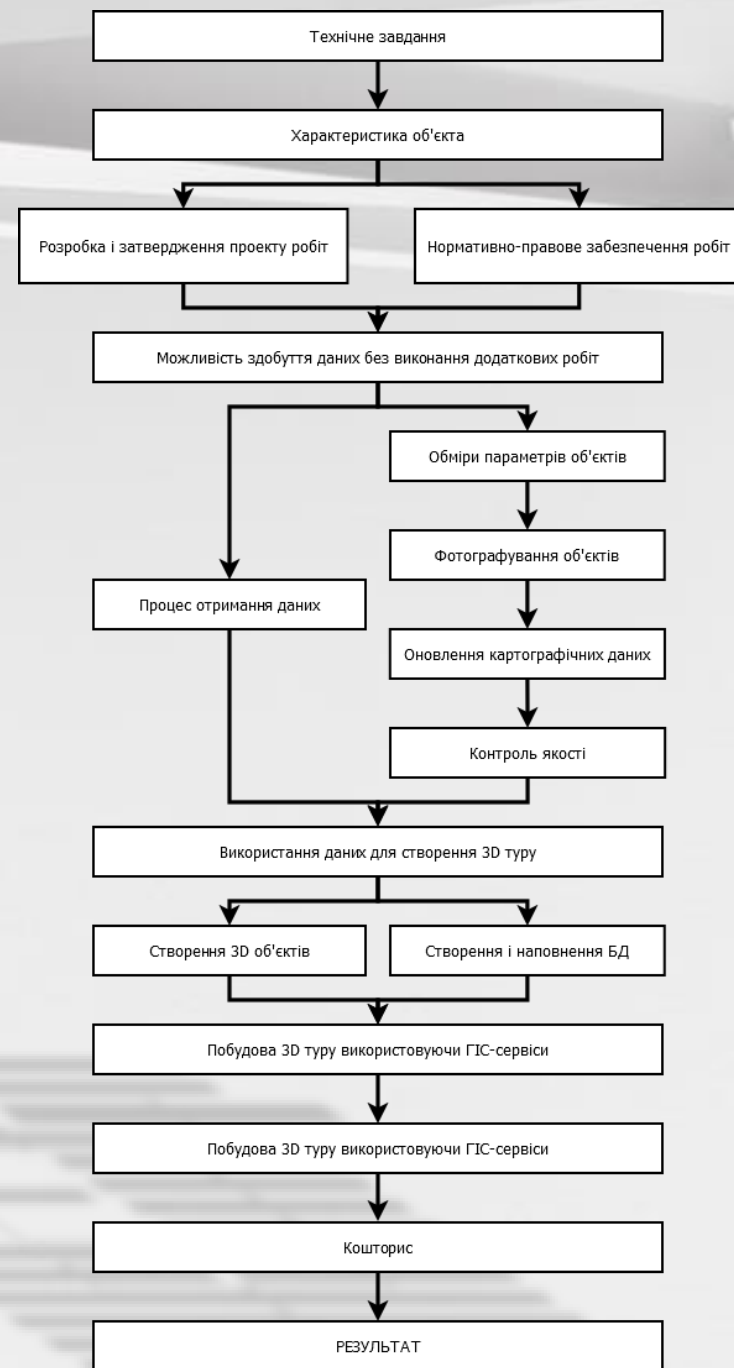 Технічне завдання
Характеристика об'єкта
Розробка і затвердження проекту робіт
Нормативно-правове забезпечення робіт
Можливість здобуття даних без виконання додаткових робіт
Обміри параметрів об'єктів
Фотографування об'єктів
Процес отримання даних
Оновлення картографічних даних
Контроль якості
Використання даних для створення 3D туру
Створення 3D об'єктів
Створення і наповнення БД
Побудова 3D туру використовуючи ГІС-сервіси
Побудова 3D туру використовуючи ГІС-сервіси
Кошторис
РЕЗУЛЬТАТ